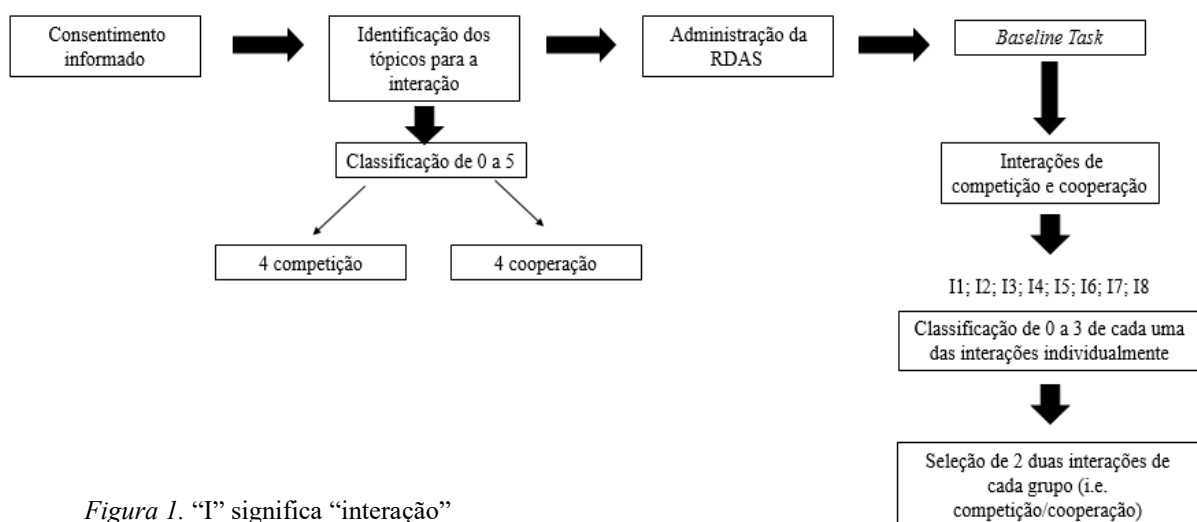 Consentimento
informado
Identificação dos
tópicos para a
interação
Administração da
RDAS
Baseline Task
Classificação de 0 a 5
4 competição
4 cooperação
Interações de
competição e cooperação
I1; I2; I3; I4; I5; I6; I7; I8
Classificação de 0 a 3 de cada uma
das interações individualmente
Seleção de 2 duas interações de
cada grupo (i.e.
competição/cooperação)
Figura 1. “I” significa “interação”